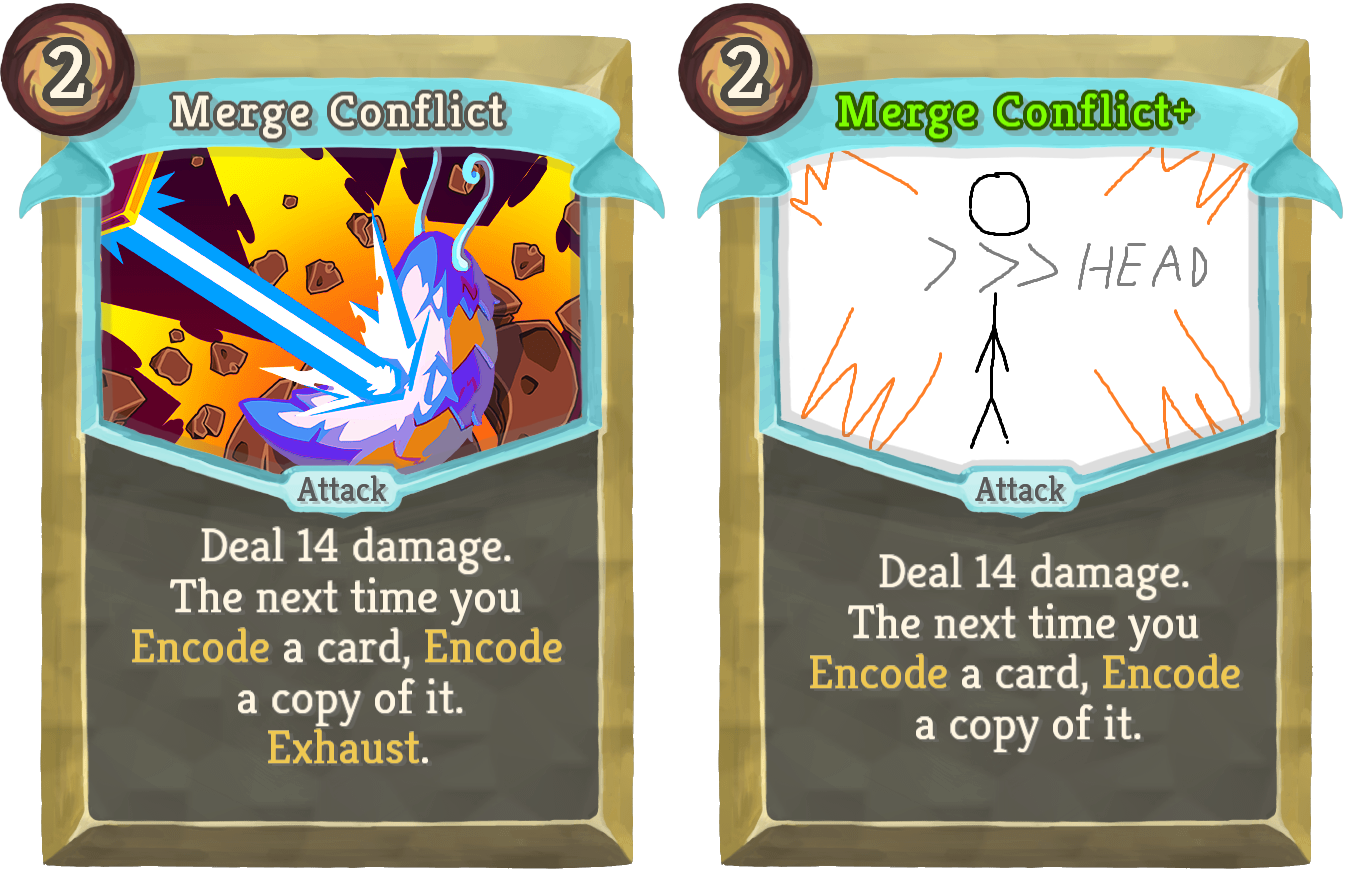 2
Merge Conflict
Attack
Deal 14 damage.
The next time you
Encode a card, Encode
a copy of it.
Exhaust.
2
Merge Conflict+
>>> HEAD
Attack
Deal 14 damage.
The next time you
Encode a card, Encode
a copy of it.